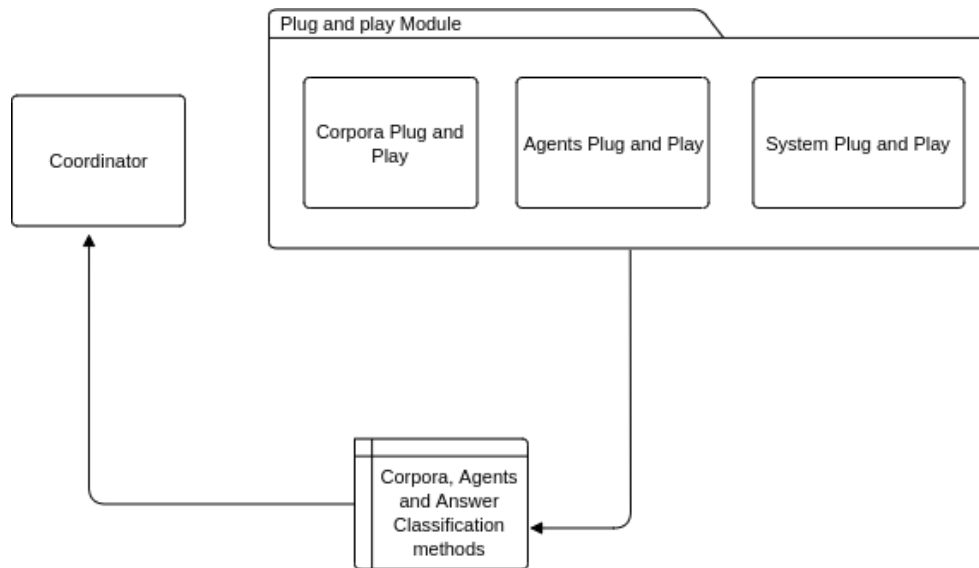 Plug and play Module
Corpora Plug and
Play
Agents Plug and Play
System Plug and Play
Coordinator
Corpora, Agents
and Answer
Classification
methods